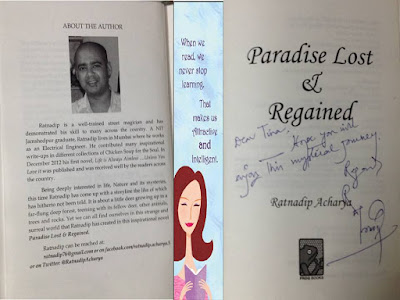 ABOUT THE AUTHOR
Ratnadip is a well-trained street magician and has
demonstrated his skill to many across the country. A NIT
Jamshedpur graduate, Ratnadip lives in Mumbai where he works
as an Electrical Engineer. He contributed many inspirational
write-ups in different collections of Chicken Soup for the Soul. In
December 2012 his first novel, Life is Always Aimless ... Unless You
Love it was published and was received well by the readers across
the country.
Being deeply interested in life, Nature and its mysteries,
this time Ratnadip has come up with a storyline the like of which
has hitherto not been told. It is about a little deer growing up in a
far-flung deep forest, teeming with its fellow deer, other animals,
trees and rocks. Yet we can all find ourselves in this strange and
surreal world that Ratnadip has created in this inspirational novel
Paradise Lost & Regained.
Ratnadip can be reached at
or on Twitter @RatnadipAcharya.
When we
read, we
never stop
learning.
That
makes us
Attractive
and
Intelligent.
Paradise Lost
&
Regained
Dear Tina,
Hope you will
enjoy this mystical journey
Regards
Ratnadip Acharya